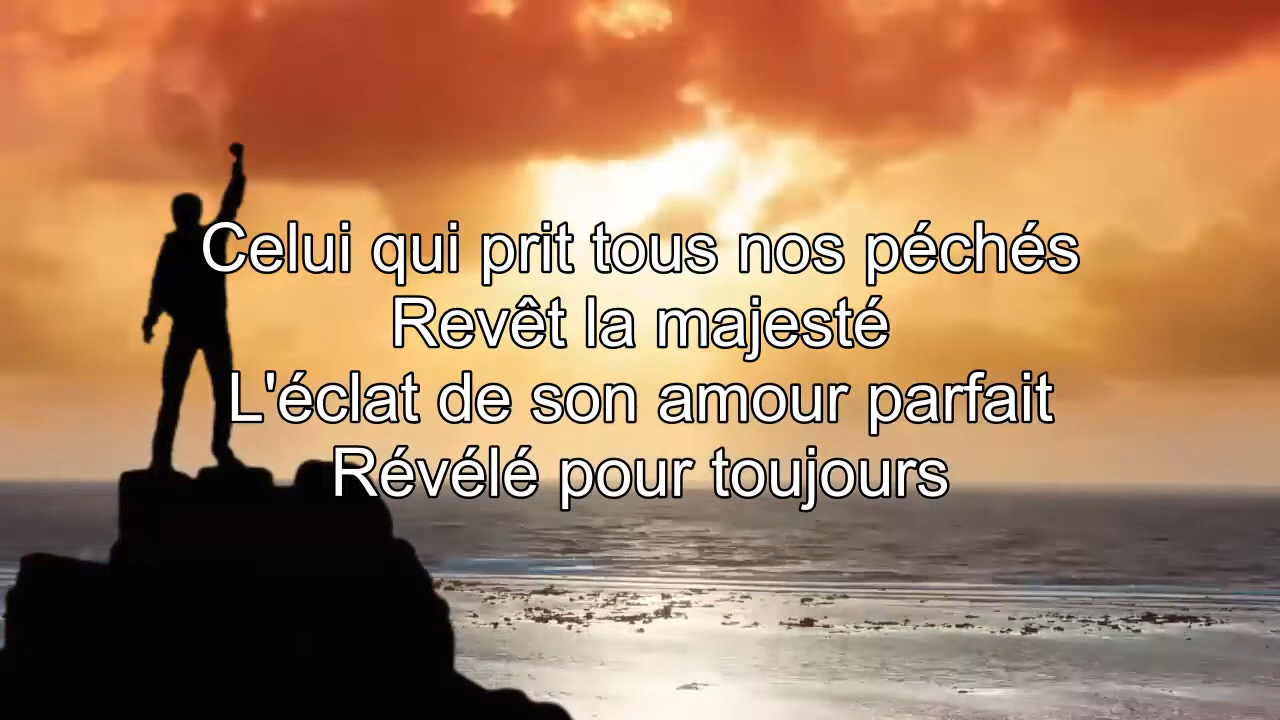 Celui qui prit tous nos péchés
Revêt la majesté
L'éclat de son amour parfait
Révélé pour toujours